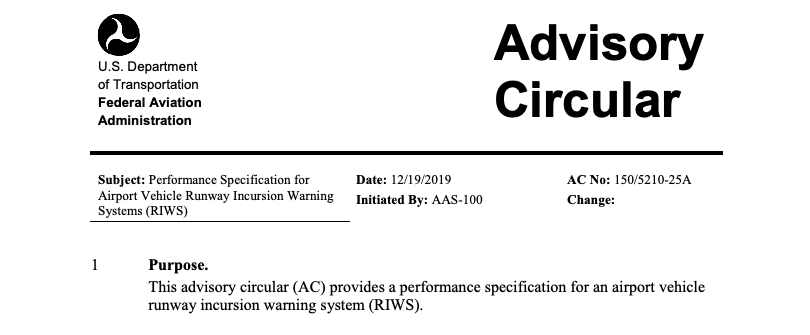 U.S. Department
of Transportation
Federal Aviation
Administration
Advisory
Circular
Subject: Performance Specification for
Airport Vehicle Runway Incursion Warning
Systems (RIWS)
Date: 12/19/2019
Initiated By: AAS-100
AC No: 150/5210-25A
Change:
1 Purpose.
This advisory circular (AC) provides a performance specification for an airport vehicle
runway incursion warning system (RIWS).